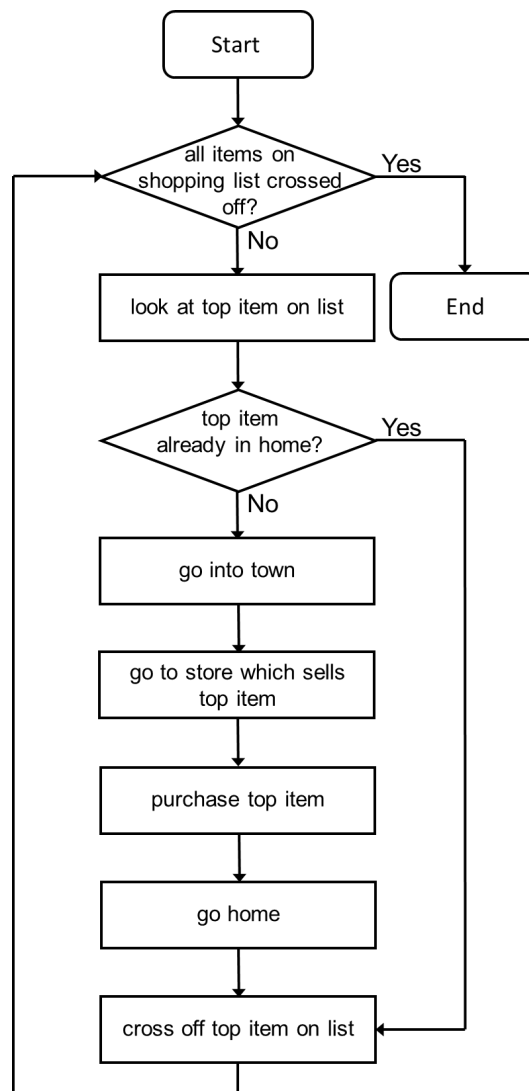 Start
all items on
shopping list crossed
off?
Yes
No
look at top item on list
End
top item
already in home?
Yes
No
go into town
go to store which sells
top item
purchase top item
go home
cross off top item on list